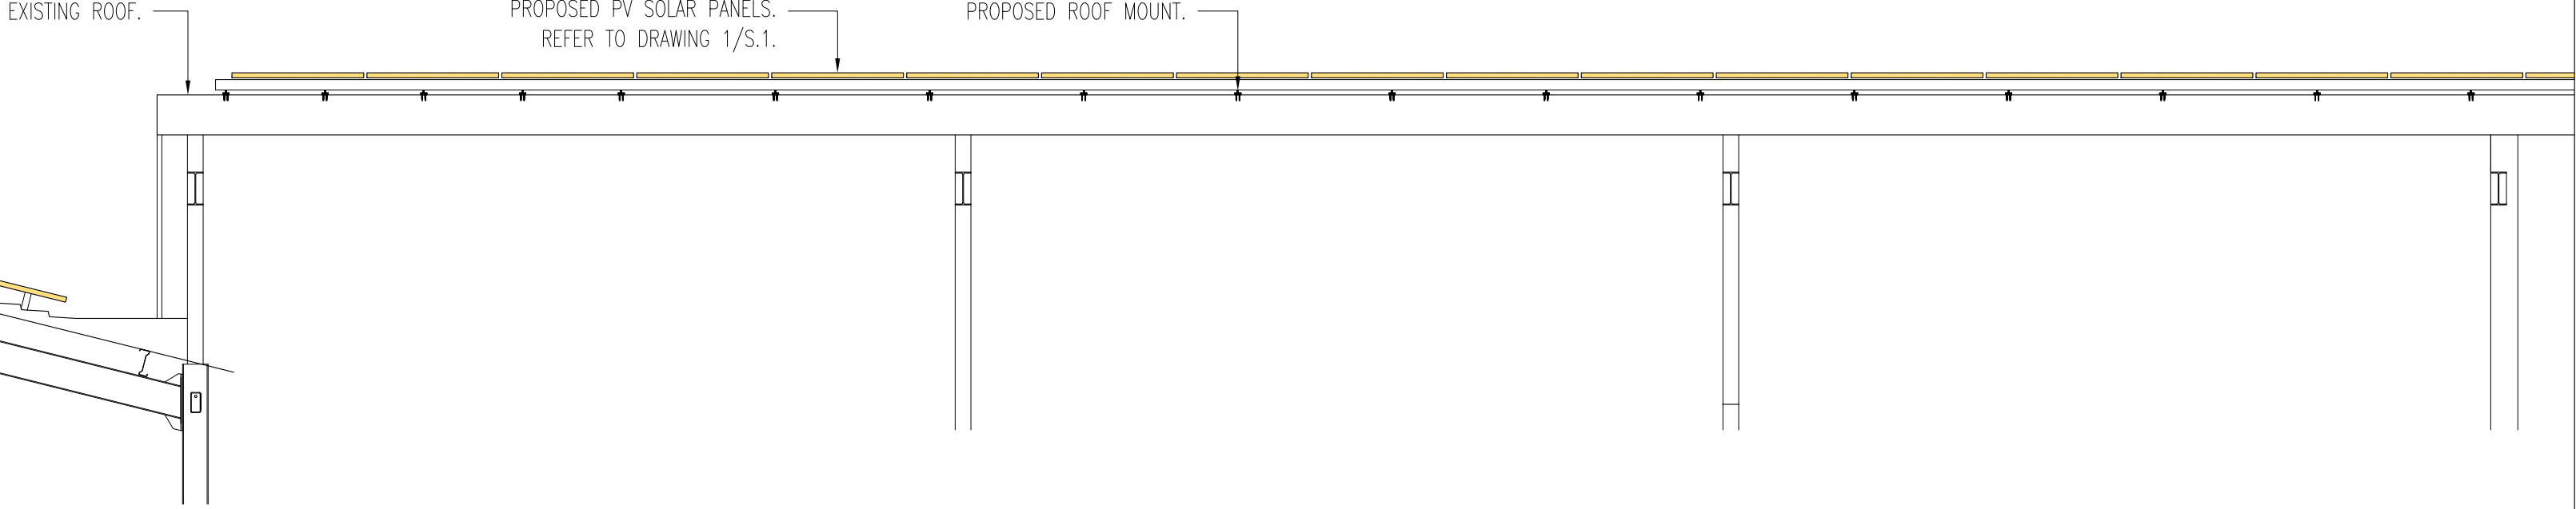 EXISTING ROOF.
PROPOSED PV SOLAR PANELS.
REFER TO DRAWING 1/S.1.
PROPOSED ROOF MOUNT.